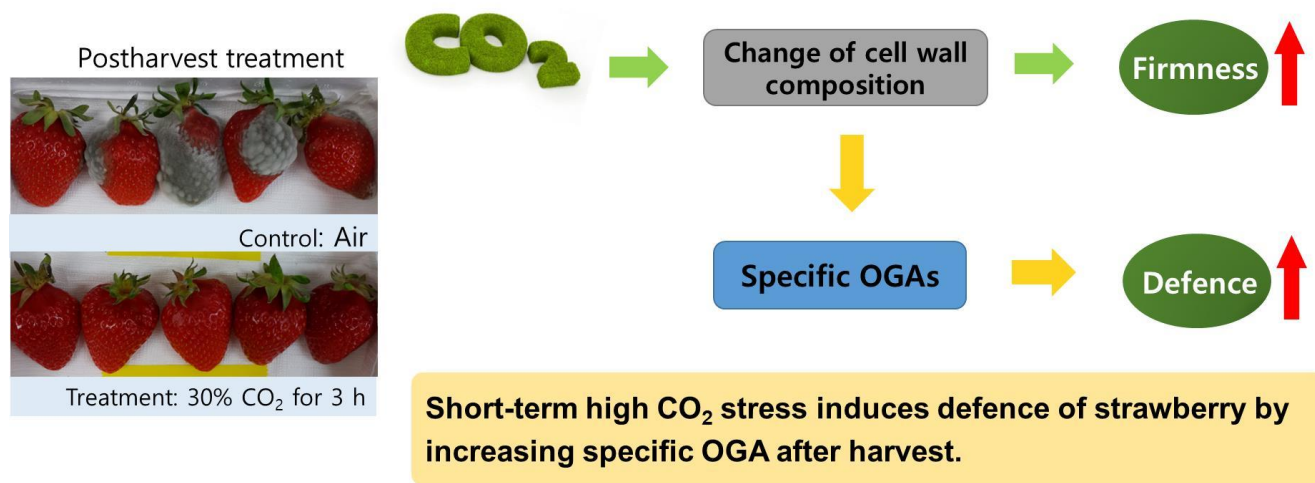 Postharvest treatment
Control: Air
Treatment: 30% CO₂ for 3 h
CO₂
Change of cell wall
composition
Firmness
Specific OGAs
Defence
Short-term high CO₂ stress induces defence of strawberry by
increasing specific OGA after harvest.